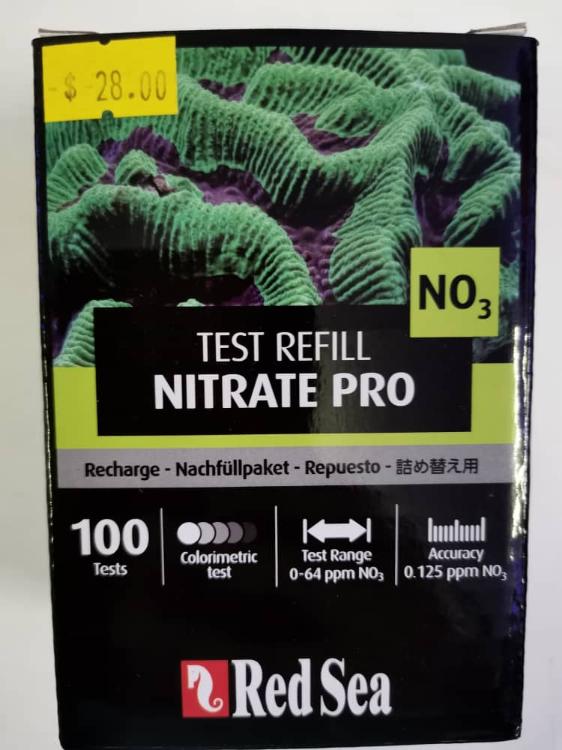 $ 28.00
NO₃
TEST REFILL
NITRATE PRO
Recharge - Nachfüllpaket - Repuesto - 詰め替え用
100
Tests
Colorimetric
test
Test Range
0-64 ppm NO₃
Accuracy
0.125 ppm NO₃
Red Sea